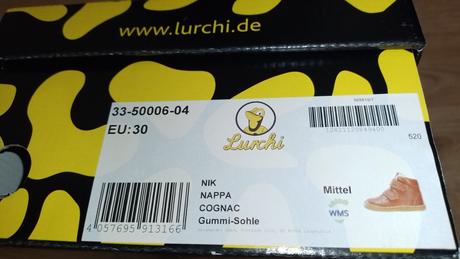 www.lurchi.de
33-50006-04
EU:30
Lurchi
520
NIK
NAPPA
COGNAC
Gummi-Sohle
4 057695 913166
Mittel
WMS